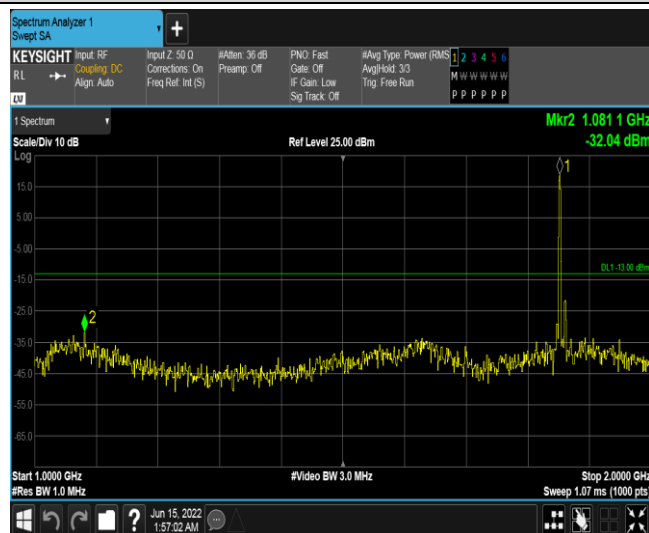 Spectrum Analyzer 1
Swept SA
+
KEYSIGHT Input: RF Input Z: 50 Ω #Atten: 36 dB PNO: Fast #Avg Type: Power (RMS 1 2 3 4 5 6
RL Coupling: DC Corrections: On Preamp: Off Gate: Off Avg|Hold: 3/3 M W W W W W
Align: Auto Freq Ref: Int (S) IF Gain: Low Trig: Free Run
Sig Track: Off P P P P P P
1 Spectrum Mkr2 1.081 1 GHz
Scale/Div 10 dB Ref Level 25.00 dBm -32.04 dBm
Log
1
15.0
5.00
-5.00
DL1 -13.00 dBm
-15.0
-25.0
2
-35.0
-45.0
-55.0
-65.0
Start 1.0000 GHz #Video BW 3.0 MHz Stop 2.0000 GHz
#Res BW 1.0 MHz Sweep 1.07 ms (1000 pts)
? Jun 15, 2022
1:57:02 AM